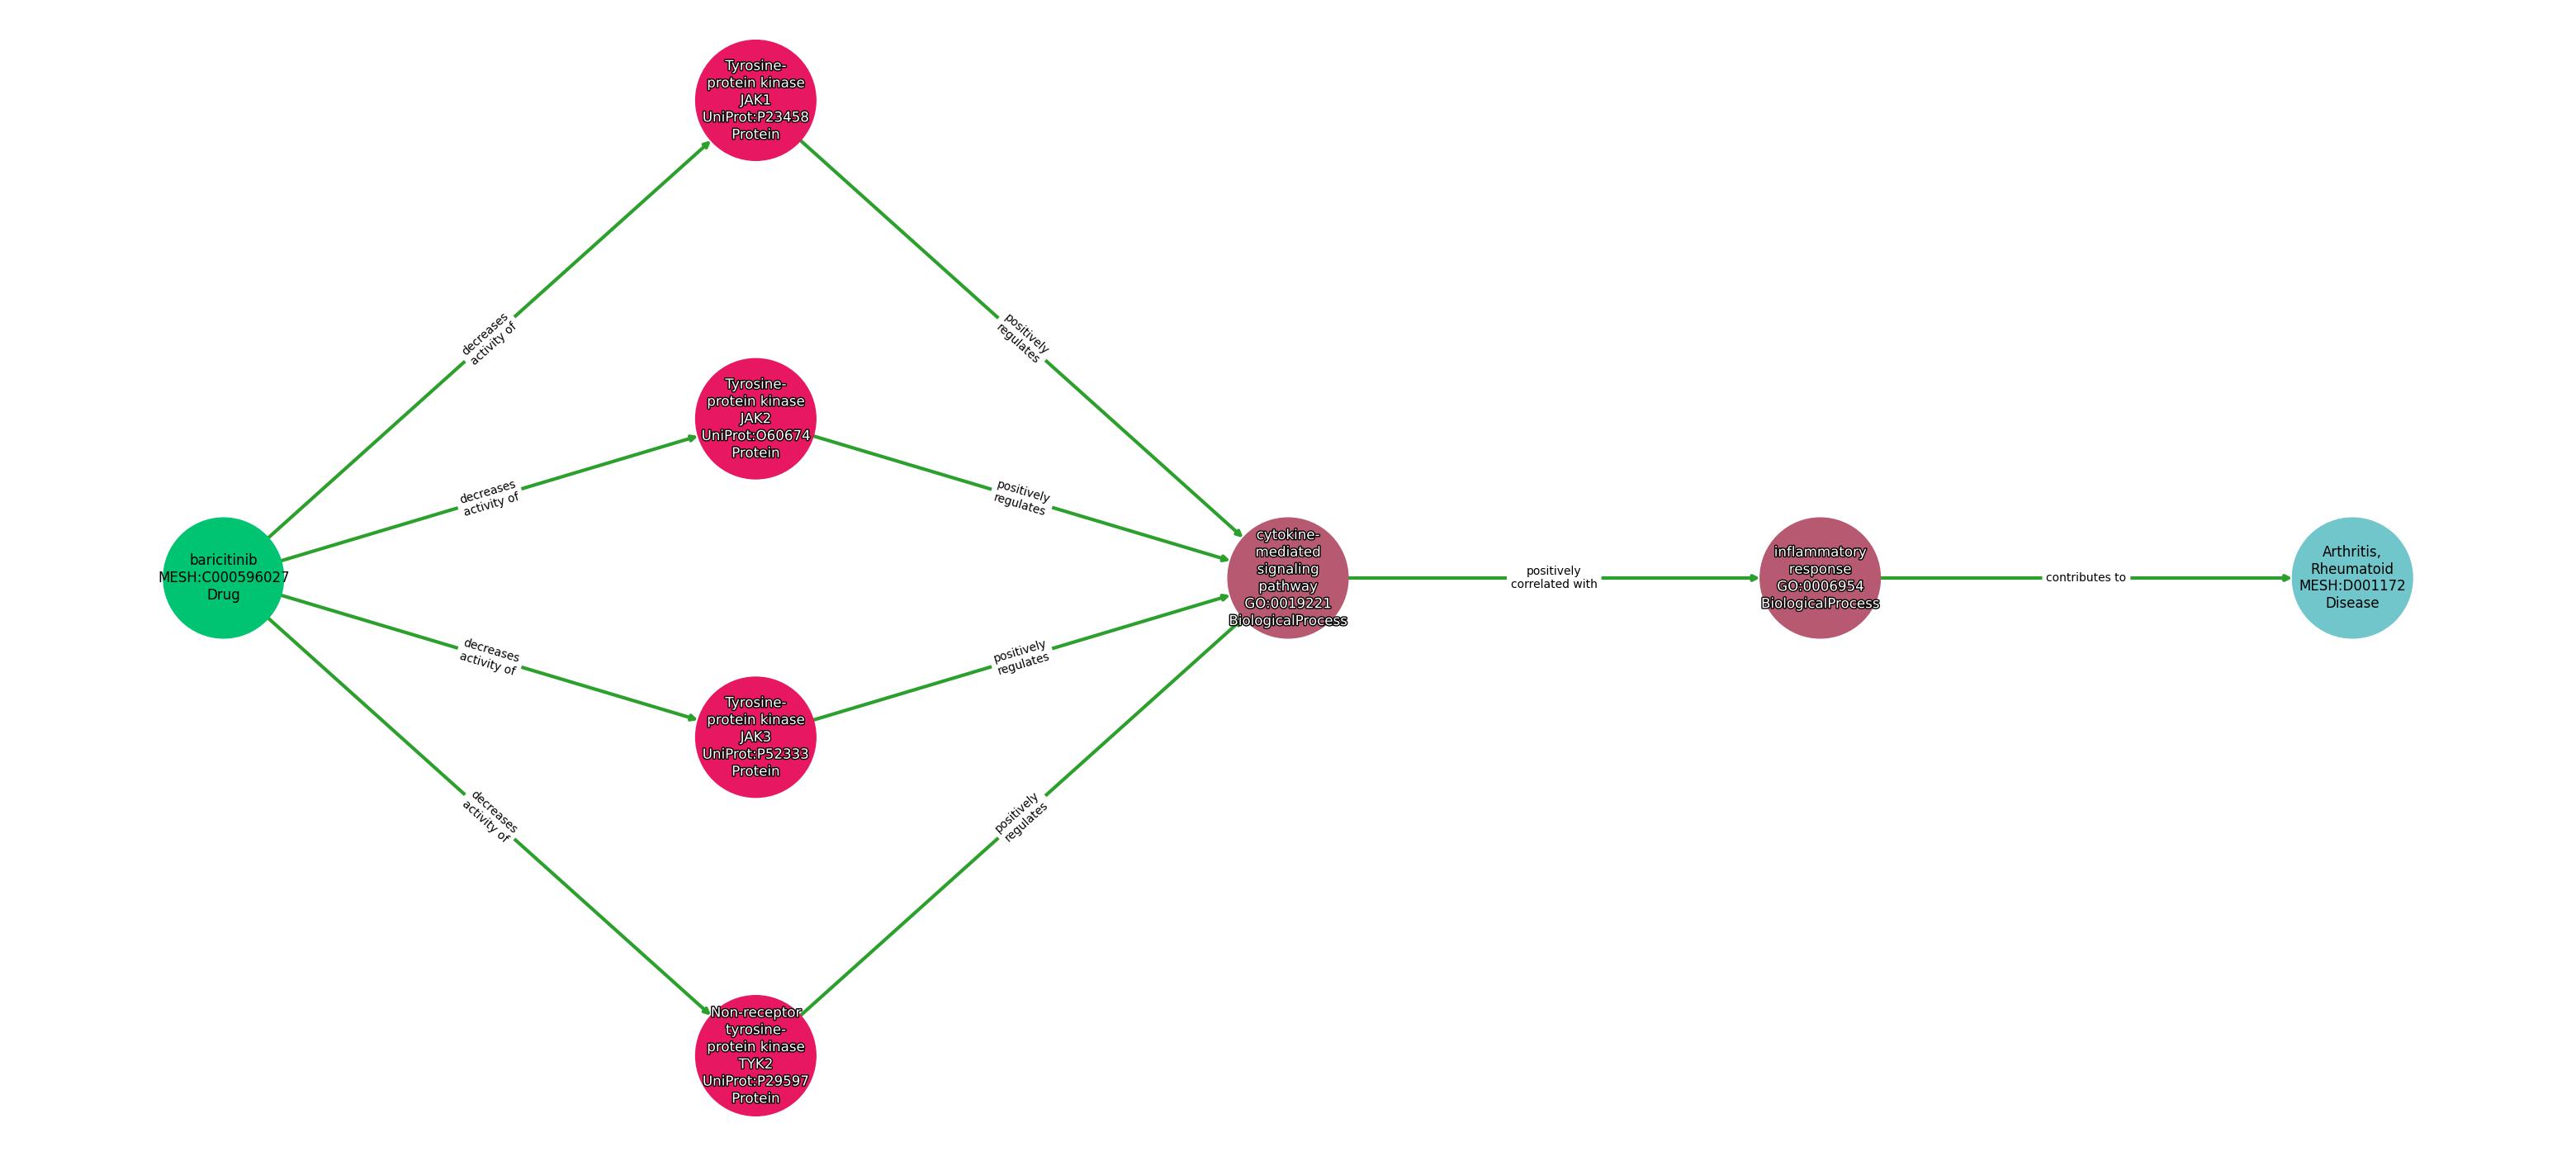 Tyrosine-
protein kinase
JAK1
UniProt:P23458
Protein
decreases
activity of
positively
regulates
Tyrosine-
protein kinase
JAK2
UniProt:O60674
Protein
decreases
activity of
positively
regulates
baricitinib
MESH:C000596027
Drug
cytokine-
mediated
signaling
pathway
GO:0019221
BiologicalProcess
positively
correlated with
inflammatory
response
GO:0006954
BiologicalProcess
contributes to
Arthritis,
Rheumatoid
MESH:D001172
Disease
decreases
activity of
positively
regulates
Tyrosine-
protein kinase
JAK3
UniProt:P52333
Protein
decreases
activity of
positively
regulates
Non-receptor
tyrosine-
protein kinase
TYK2
UniProt:P29597
Protein